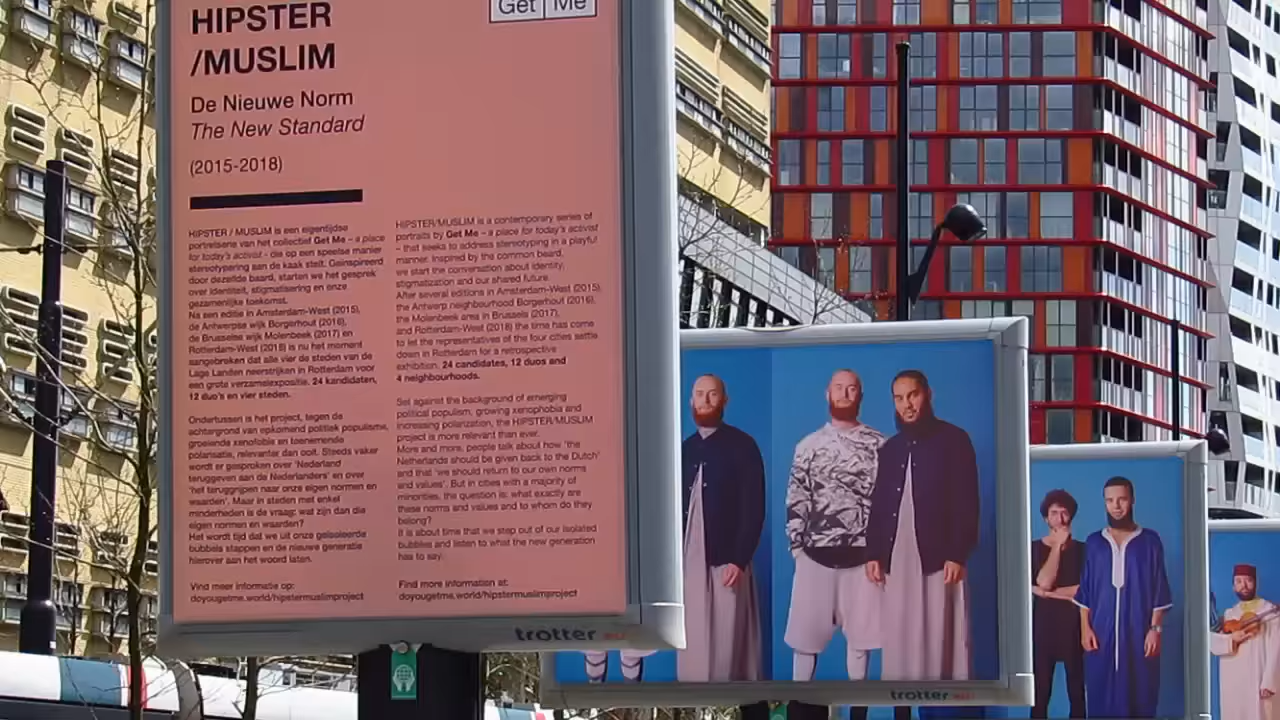 HIPSTER
/MUSLIM
De Nieuwe Norm
The New Standard
(2015-2018)
HIPSTER / MUSLIM is een eigentijdse
portretserie van het collectief Get Me – a place
for today's activist - die op een speelse manier
stereotypering aan de kaak stelt. Geïnspireerd
door dezelfde baard, starten we het gesprek
over identiteit, stigmatisering en onze
gezamenlijke toekomst.
Na een editie in Amsterdam-West (2015),
de Antwerpse wijk Borgerhout (2016),
de Brusselse wijk Molenbeek (2017) en
Rotterdam-West (2018) is nu het moment
aangebroken dat alle vier de steden van de
Lage Landen neerstrijken in Rotterdam voor
een grote verzamelexpositie. 24 kandidaten,
12 duo's en vier steden.
Ondertussen is het project, tegen de
achtergrond van opkomend politiek populisme,
groeiende xenofobie en toenemende
polarisatie, relevanter dan ooit. Steeds vaker
wordt er gesproken over 'Nederland
teruggeven aan de Nederlanders' en over
'het teruggrijpen naar onze eigen normen en
waarden'. Maar in steden met enkel
minderheden is de vraag: wat zijn dan die
eigen normen en waarden?
Het wordt tijd dat we uit onze geïsoleerde
bubbels stappen en de nieuwe generatie
hierover aan het woord laten.
Vind meer informatie op:
doyougetme.world/hipstermuslimproject
HIPSTER/MUSLIM is a contemporary series of
portraits by Get Me – a place for today's activist
– that seeks to address stereotyping in a playful
manner. Inspired by the common beard,
we start the conversation about identity,
stigmatization and our shared future.
After several editions in Amsterdam-West (2015),
the Antwerp neighbourhood Borgerhout (2016),
the Molenbeek area in Brussels (2017),
and Rotterdam-West (2018) the time has come
to let the representatives of the four cities settle
down in Rotterdam for a retrospective
exhibition. 24 candidates, 12 duos and
4 neighbourhoods.
Set against the background of emerging
political populism, growing xenophobia and
increasing polarization, the HIPSTER/MUSLIM
project is more relevant than ever.
More and more, people talk about how 'the
Netherlands should be given back to the Dutch'
and that 'we should return to our own norms
and values'. But in cities with a majority of
minorities, the question is: what exactly are
these norms and values and to whom do they
belong?
It is about time that we step out of our isolated
bubbles and listen to what the new generation
has to say.
Find more information at:
doyougetme.world/hipstermuslimproject
Get Me
trotter.eu
trotter.eu